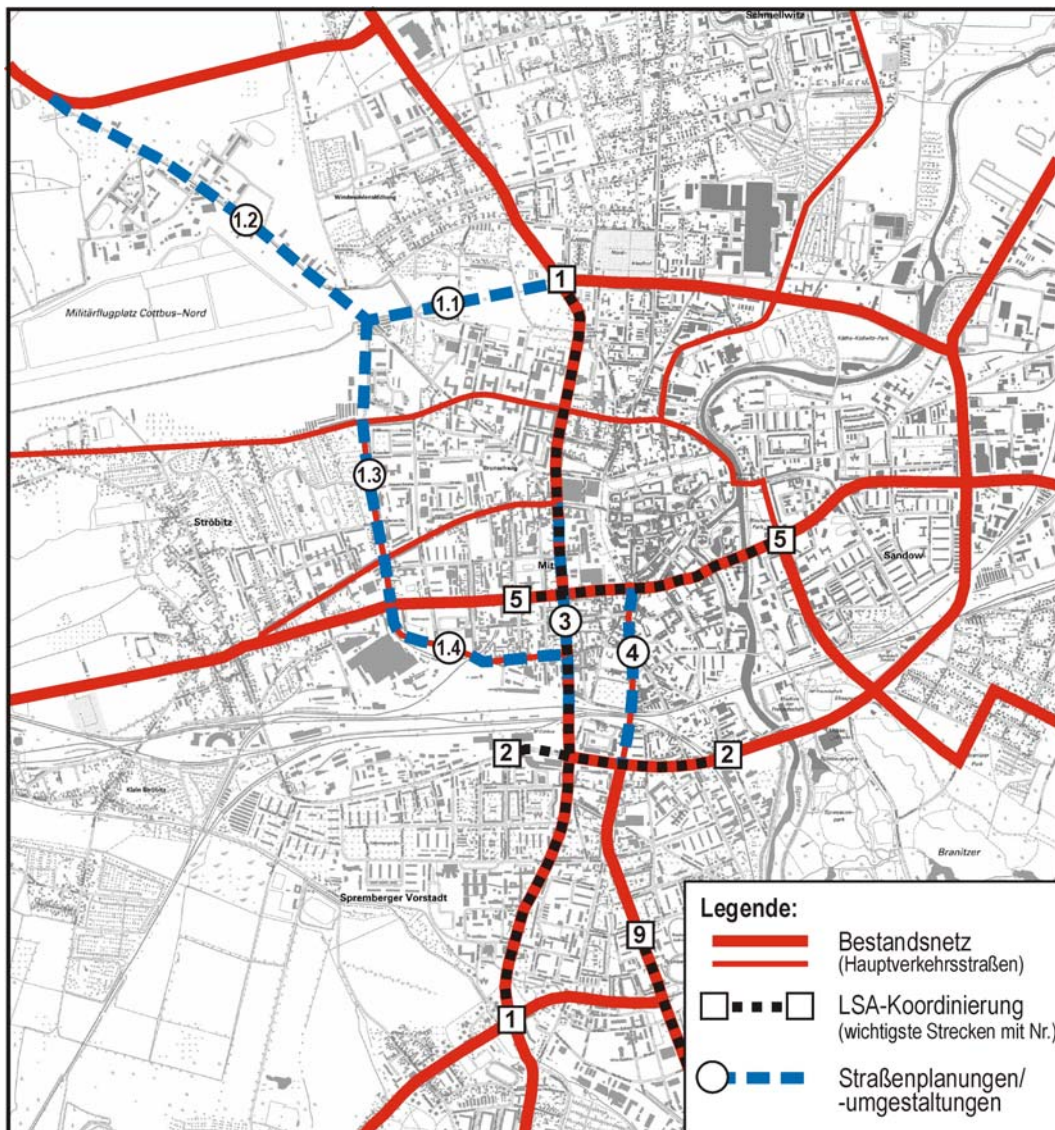 Schmellwitz
1.2
Militärflugplatz Cottbus-Nord
1
1.1
1.3
Ströbitz
5
Sandow
5
3
1.4
4
2
2
Branitzer
Spremberger Vorstadt
9
1
Legende:
Bestandsnetz
(Hauptverkehrsstraßen)
LSA-Koordinierung
(wichtigste Strecken mit Nr.)
Straßenplanungen/
-umgestaltungen